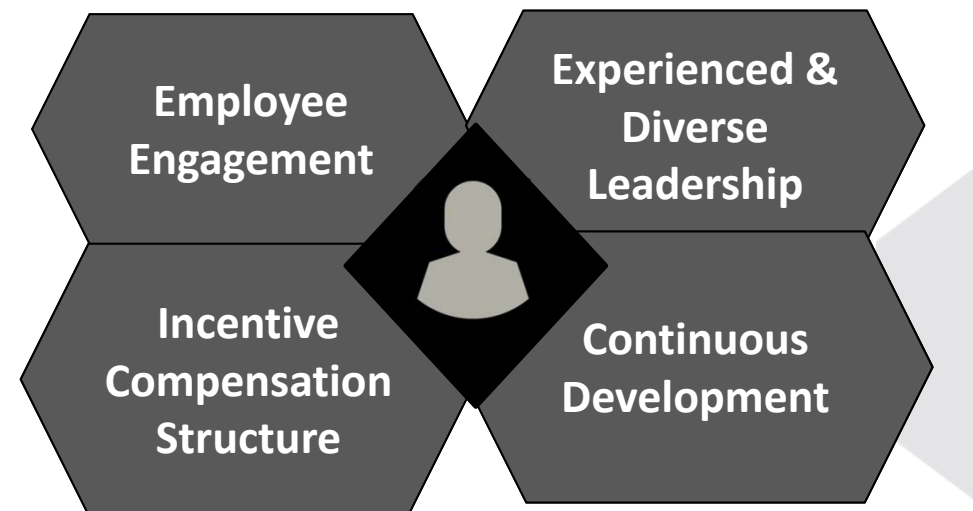 Employee
Engagement
Experienced &
Diverse
Leadership
Incentive
Compensation
Structure
Continuous
Development